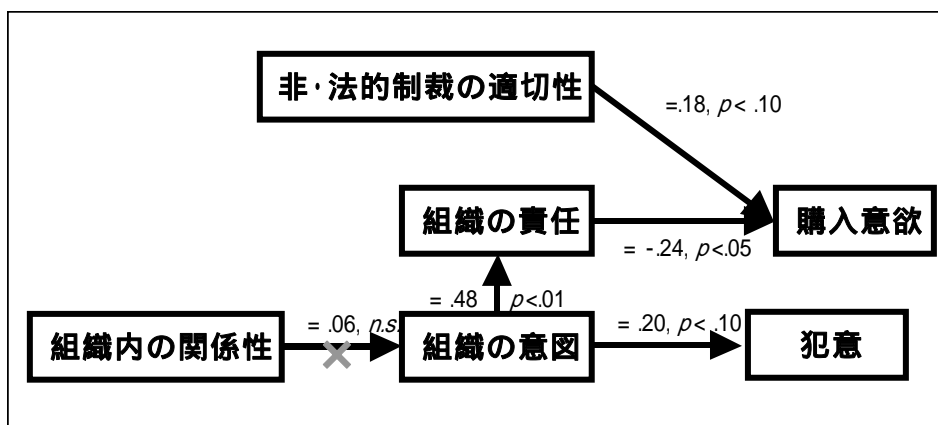 非・法的制裁の適切性
=.18, p< .10
組織の責任
購入意欲
= -.24, p<.05
= .48 p<.01
= .06, n.s.
= .20, p< .10
組織内の関係性
組織の意図
犯意